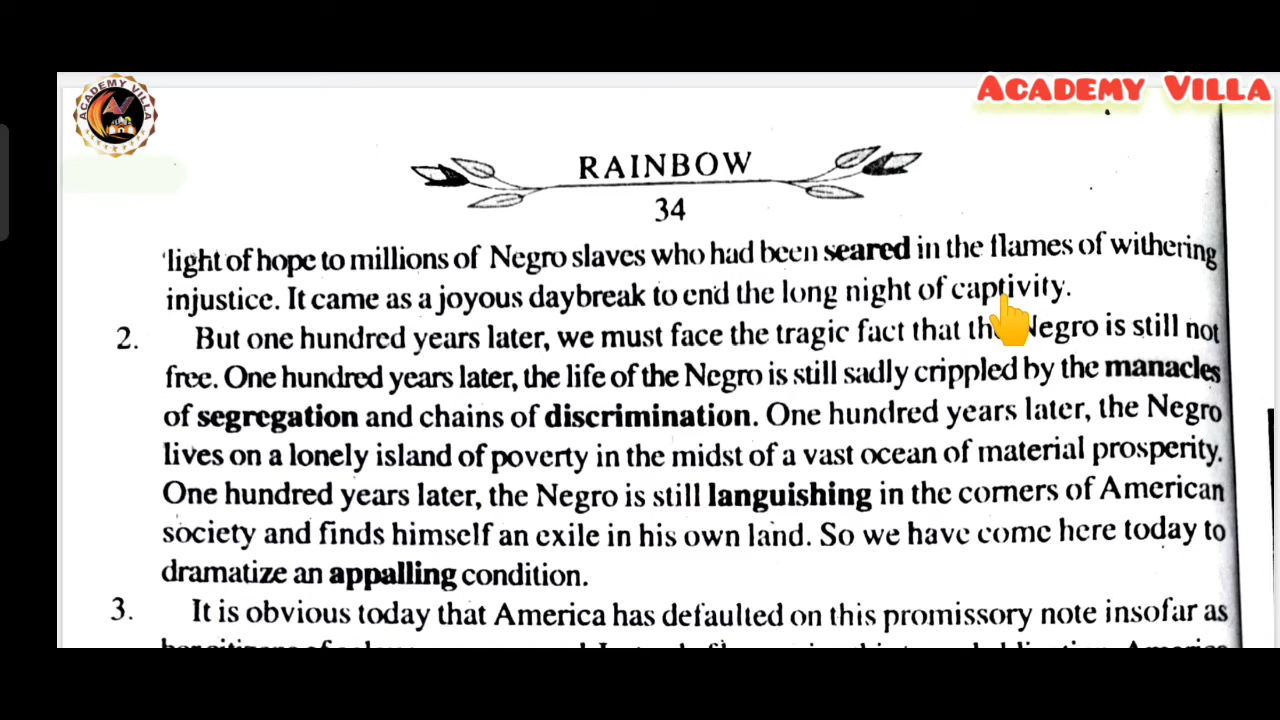 ACADEMY VILLA
ACADEMY VILLA
AV
RAINBOW
34
light of hope to millions of Negro slaves who had been seared in the flames of withering
injustice. It came as a joyous daybreak to end the long night of captivity.
2. But one hundred years later, we must face the tragic fact that the Negro is still not
free. One hundred years later, the life of the Negro is still sadly crippled by the manacles
of segregation and chains of discrimination. One hundred years later, the Negro
lives on a lonely island of poverty in the midst of a vast ocean of material prosperity.
One hundred years later, the Negro is still languishing in the corners of American
society and finds himself an exile in his own land. So we have come here today to
dramatize an appalling condition.
3. It is obvious today that America has defaulted on this promissory note insofar as